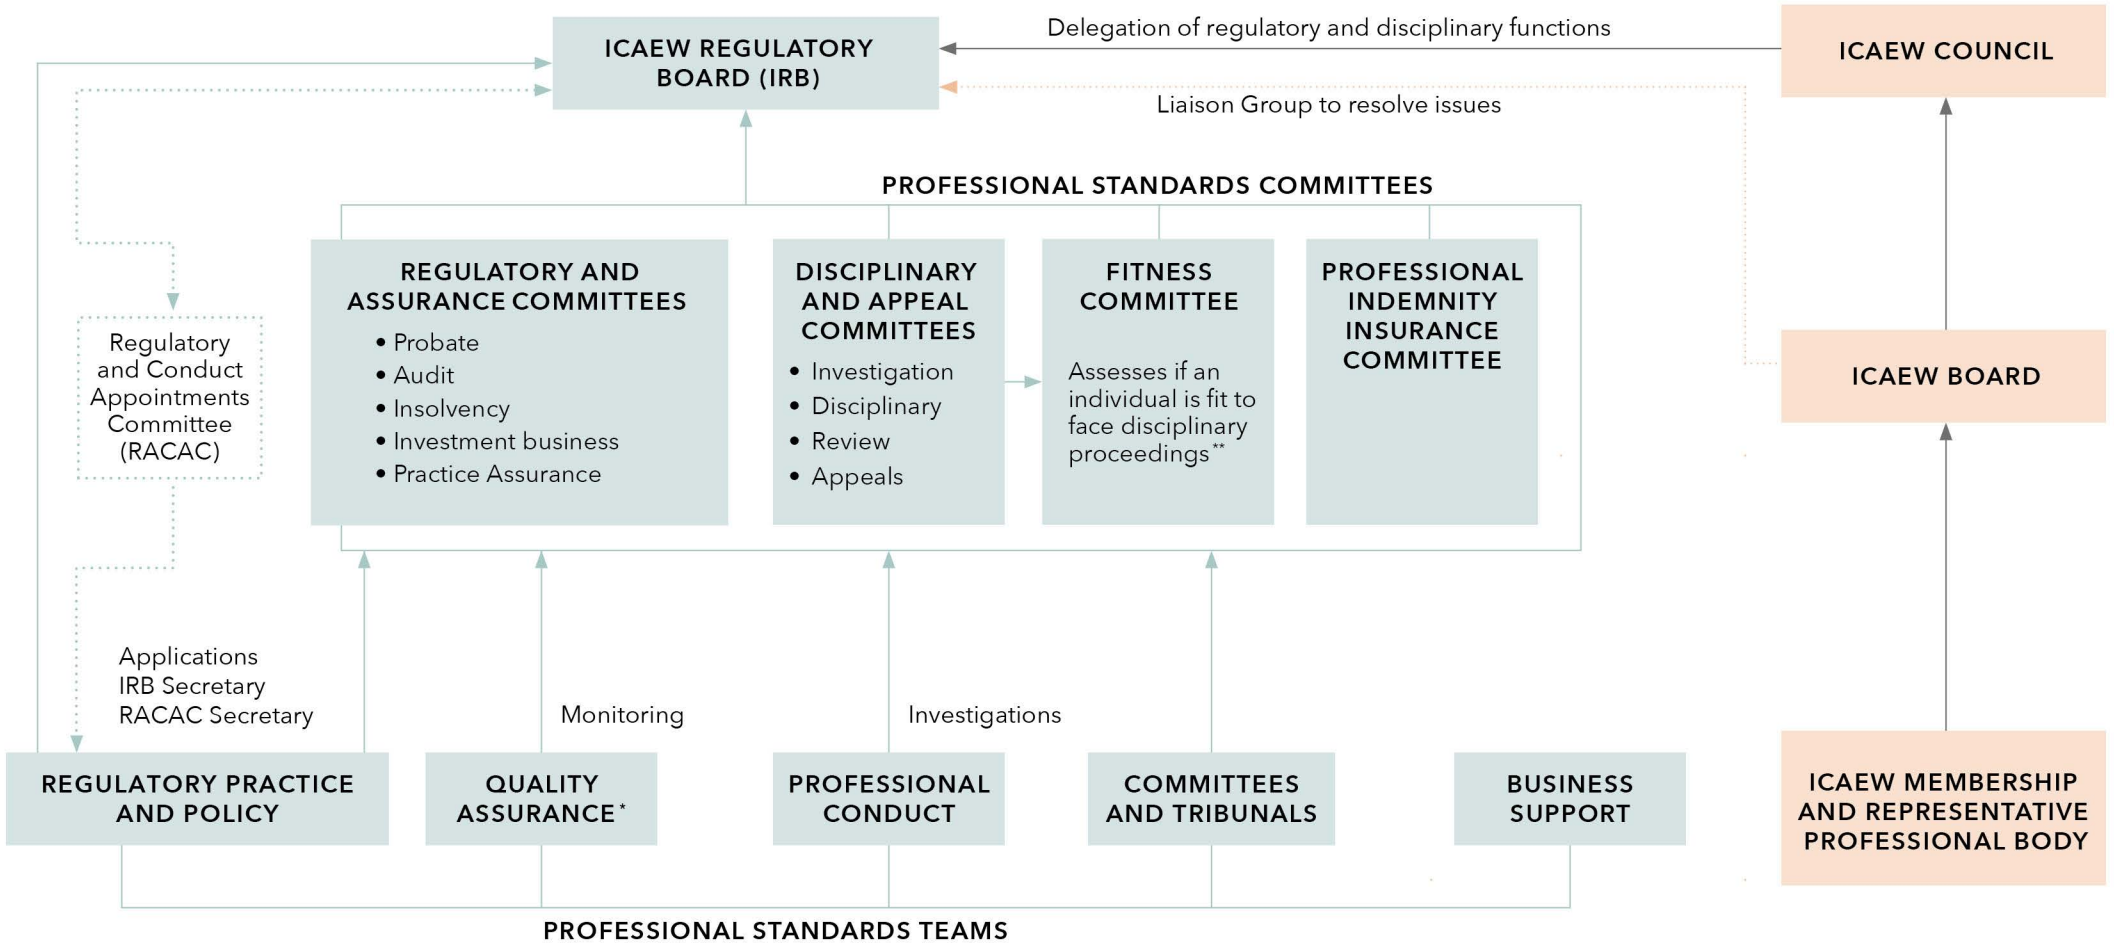 ICAEW REGULATORY
BOARD (IRB)
Delegation of regulatory and disciplinary functions
ICAEW COUNCIL
Liaison Group to resolve issues
PROFESSIONAL STANDARDS COMMITTEES
REGULATORY AND
ASSURANCE COMMITTEES
• Probate
• Audit
• Insolvency
• Investment business
• Practice Assurance
DISCIPLINARY
AND APPEAL
COMMITTEES
• Investigation
• Disciplinary
• Review
• Appeals
FITNESS
COMMITTEE
Assesses if an
individual is fit to
face disciplinary
proceedings**
PROFESSIONAL
INDEMNITY
INSURANCE
COMMITTEE
Regulatory
and Conduct
Appointments
Committee
(RACAC)
ICAEW BOARD
Applications
IRB Secretary
RACAC Secretary
Monitoring
Investigations
REGULATORY PRACTICE
AND POLICY
QUALITY
ASSURANCE*
PROFESSIONAL
CONDUCT
COMMITTEES
AND TRIBUNALS
BUSINESS
SUPPORT
ICAEW MEMBERSHIP
AND REPRESENTATIVE
PROFESSIONAL BODY
PROFESSIONAL STANDARDS TEAMS